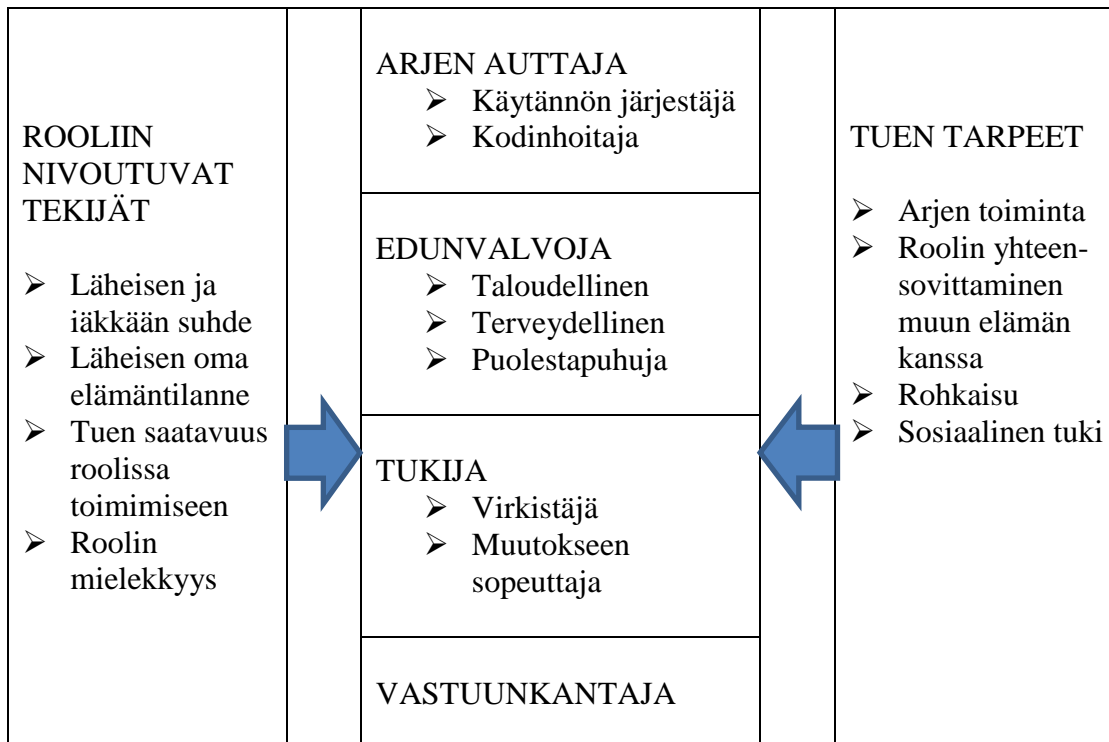 ROOLIIN
NIVOUTUVAT
TEKIJÄT
➢ Läheisen ja
iäkkään suhde
➢ Läheisen oma
elämäntilanne
➢ Tuen saatavuus
roolissa
toimimiseen
➢ Roolin
mielekkyys
ARJEN AUTTAJA
➢ Käytännön järjestäjä
➢ Kodinhoitaja
EDUNVALVOJA
➢ Taloudellinen
➢ Terveydellinen
➢ Puolestapuhuja
TUKIJA
➢ Virkistäjä
➢ Muutokseen
sopeuttaja
VASTUUNKANTAJA
TUEN TARPEET
➢ Arjen toiminta
➢ Roolin yhteen-
sovittaminen
muun elämän
kanssa
➢ Rohkaisu
➢ Sosiaalinen tuki